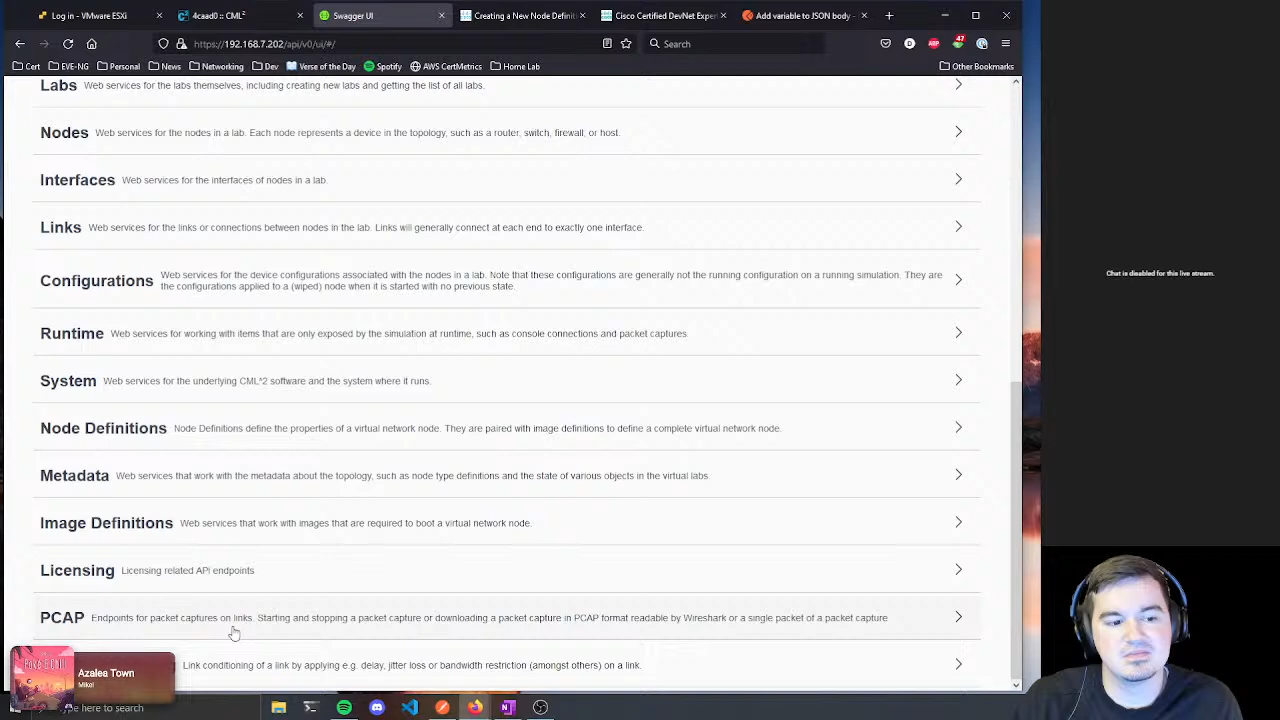 Log in - VMware ESXi
4caad0 :: CML²
Swagger UI
Creating a New Node Definiti
Cisco Certified DevNet Expert
Add variable to JSON body -
https://192.168.7.202/api/v0/ui/#/
Search
47
Cert
EVE-NG
Personal
News
Networking
Dev
Verse of the Day
Spotify
AWS CertMetrics
Home Lab
Other Bookmarks
Labs Web services for the labs themselves, including creating new labs and getting the list of all labs.
Nodes Web services for the nodes in a lab. Each node represents a device in the topology, such as a router, switch, firewall, or host.
Interfaces Web services for the interfaces of nodes in a lab.
Links Web services for the links or connections between nodes in the lab. Links will generally connect at each end to exactly one interface.
Configurations Web services for the device configurations associated with the nodes in a lab. Note that these configurations are generally not the running configuration on a running simulation. They are
the configurations applied to a (wiped) node when it is started with no previous state.
Runtime Web services for working with items that are only exposed by the simulation at runtime, such as console connections and packet captures.
System Web services for the underlying CML^2 software and the system where it runs.
Node Definitions Node Definitions define the properties of a virtual network node. They are paired with image definitions to define a complete virtual network node.
Metadata Web services that work with the metadata about the topology, such as node type definitions and the state of various objects in the virtual labs.
Image Definitions Web services that work with images that are required to boot a virtual network node.
Licensing Licensing related API endpoints
PCAP Endpoints for packet captures on links. Starting and stopping a packet capture or downloading a packet capture in PCAP format readable by Wireshark or a single packet of a packet capture
Link conditioning of a link by applying e.g. delay, jitter loss or bandwidth restriction (amongst others) on a link.
Azalea Town
Mikel
here to search
Chat is disabled for this live stream.